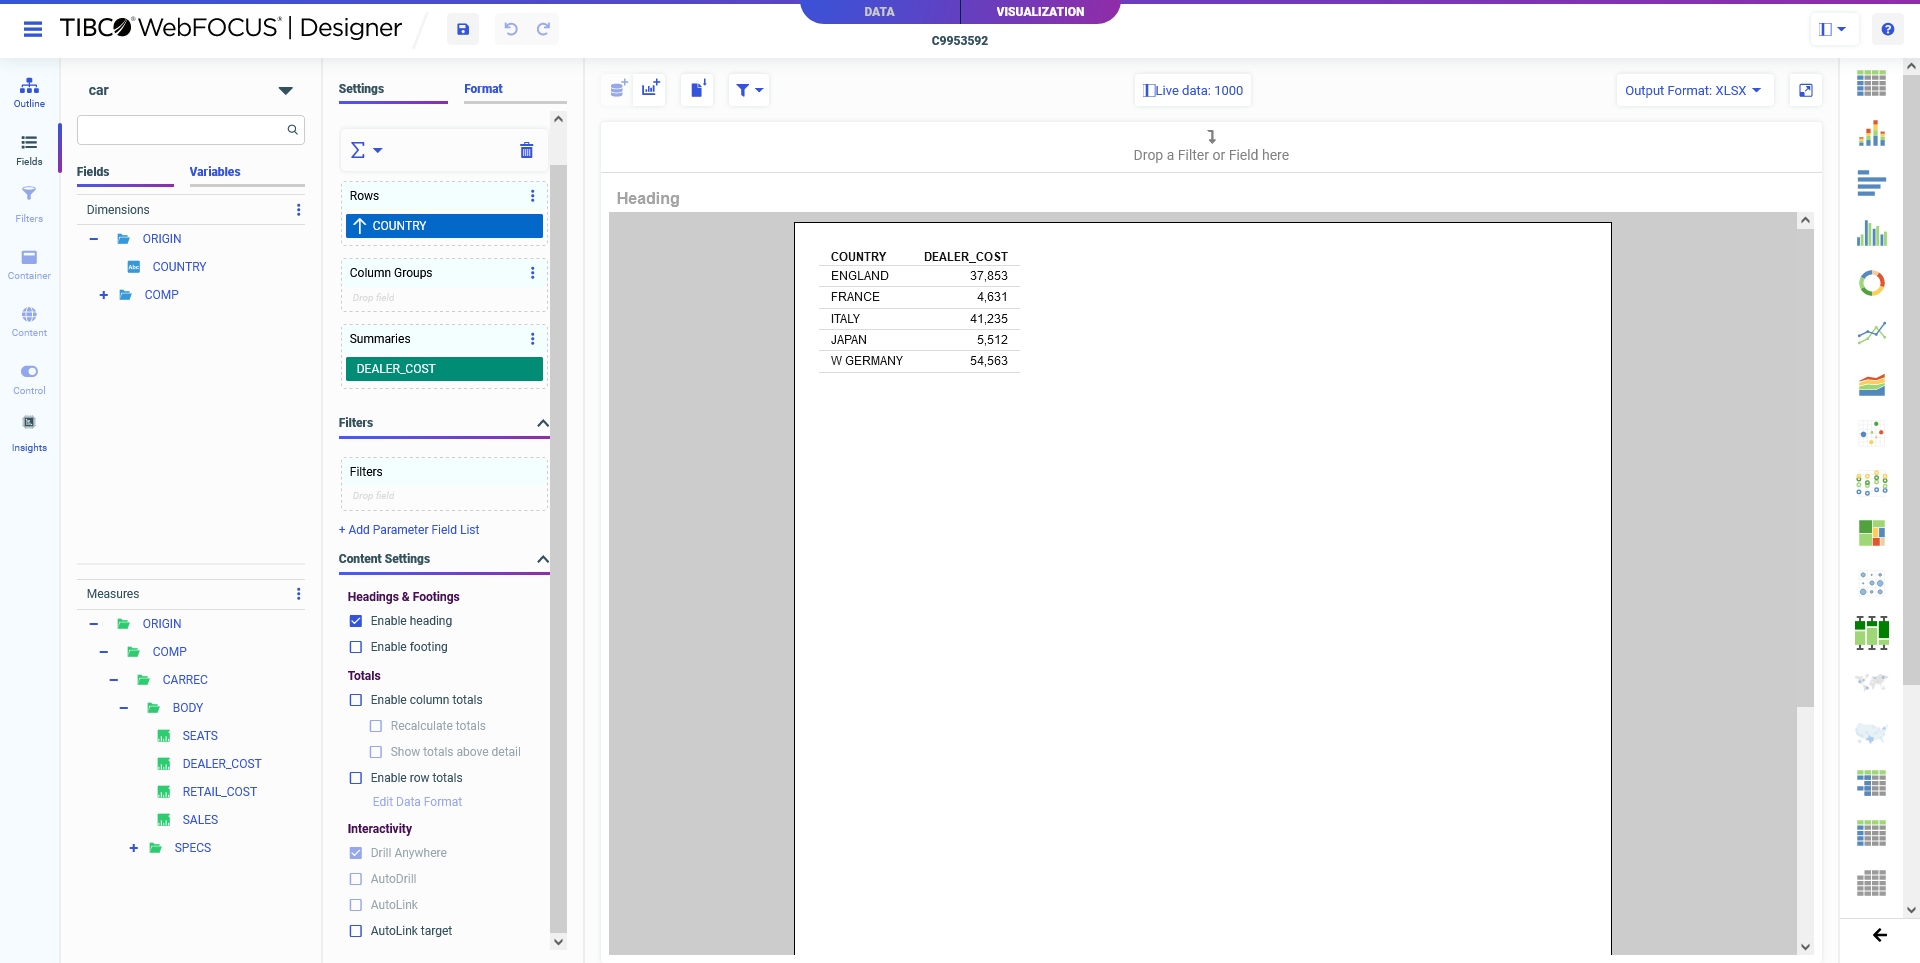 TIBCO WebFOCUS® | Designer
DATA
VISUALIZATION
C9953592
Outline
Fields
Filters
Container
Content
Control
Insights
car
Fields
Variables
Dimensions
ORIGIN
Abc COUNTRY
COMP
Measures
ORIGIN
COMP
CARREC
BODY
SEATS
DEALER_COST
RETAIL_COST
SALES
SPECS
Settings
Format
Rows
COUNTRY
Column Groups
Drop field
Summaries
DEALER_COST
Filters
Filters
Drop field
+ Add Parameter Field List
Content Settings
Headings & Footings
Enable heading
Enable footing
Totals
Enable column totals
Recalculate totals
Show totals above detail
Enable row totals
Edit Data Format
Interactivity
Drill Anywhere
AutoDrill
AutoLink
AutoLink target
Live data: 1000
Output Format: XLSX
Drop a Filter or Field here
Heading
COUNTRY DEALER_COST
ENGLAND 37,853
FRANCE 4,631
ITALY 41,235
JAPAN 5,512
W GERMANY 54,563